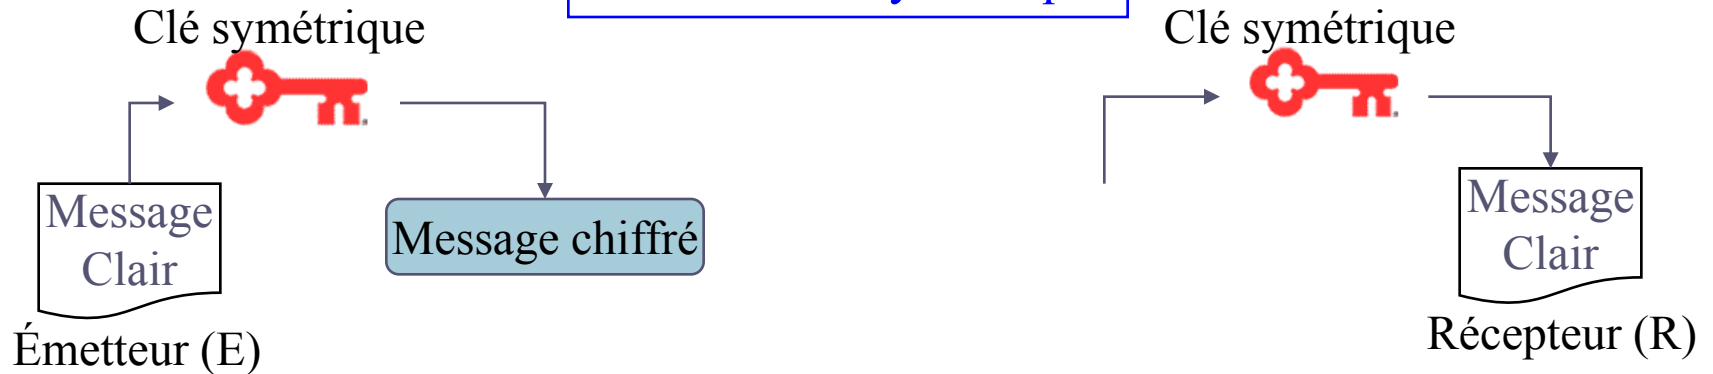 Clé symétrique
Clé symétrique
Message
Clair
Message chiffré
Message
Clair
Émetteur (E)
Récepteur (R)